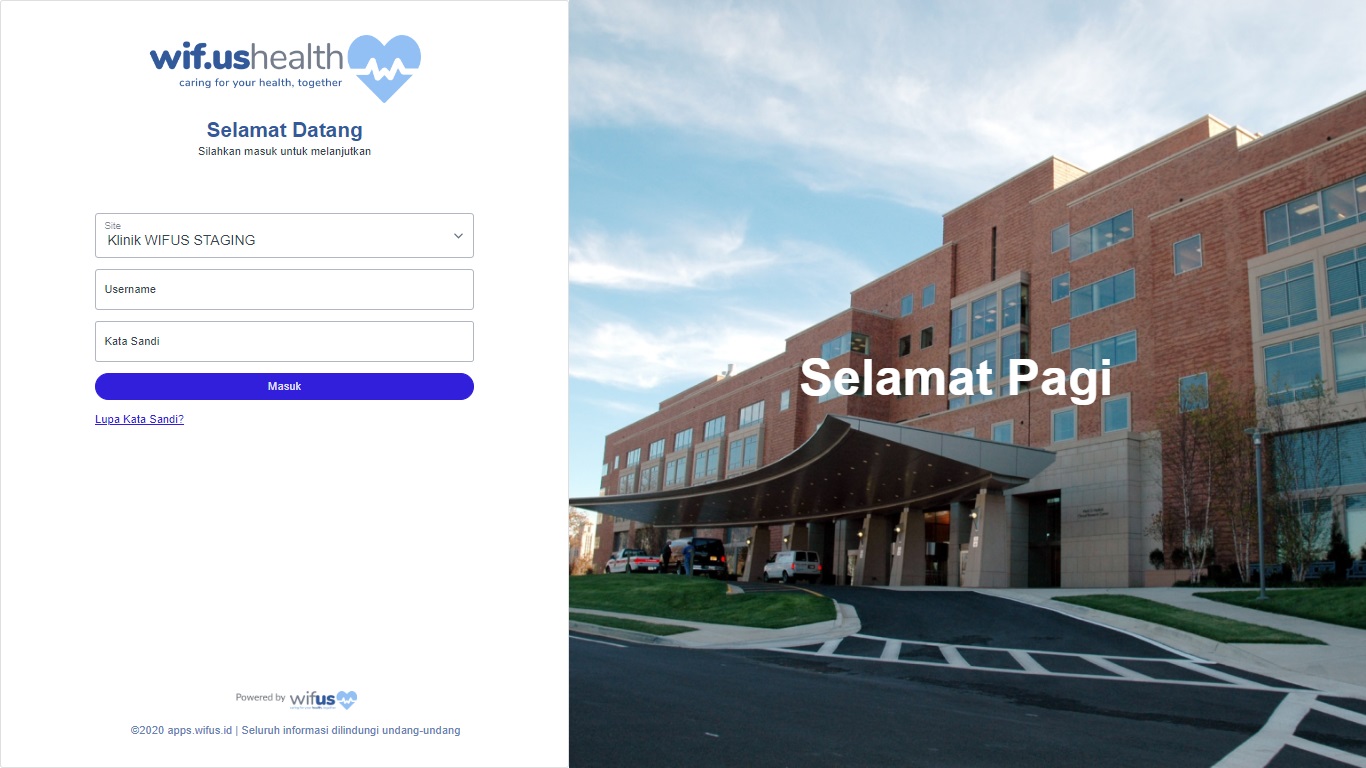 wif.ushealth
caring for your health, together
Selamat Datang
Silahkan masuk untuk melanjutkan
Site
Klinik WIFUS STAGING
Username
Kata Sandi
Masuk
Lupa Kata Sandi?
Powered by wifus
©2020 apps.wifus.id | Seluruh informasi dilindungi undang-undang
Selamat Pagi